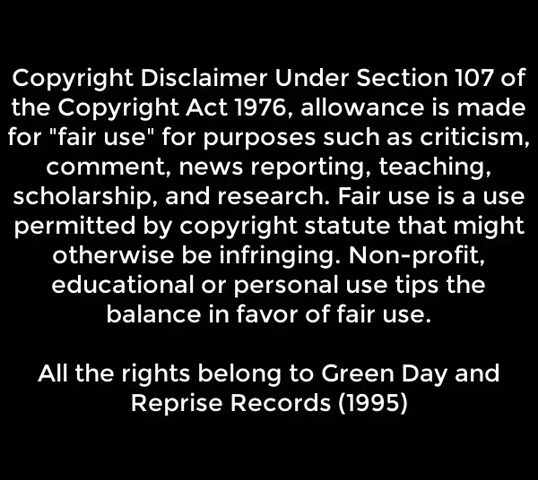 Copyright Disclaimer Under Section 107 of
the Copyright Act 1976, allowance is made
for "fair use" for purposes such as criticism,
comment, news reporting, teaching,
scholarship, and research. Fair use is a use
permitted by copyright statute that might
otherwise be infringing. Non-profit,
educational or personal use tips the
balance in favor of fair use.
All the rights belong to Green Day and
Reprise Records (1995)